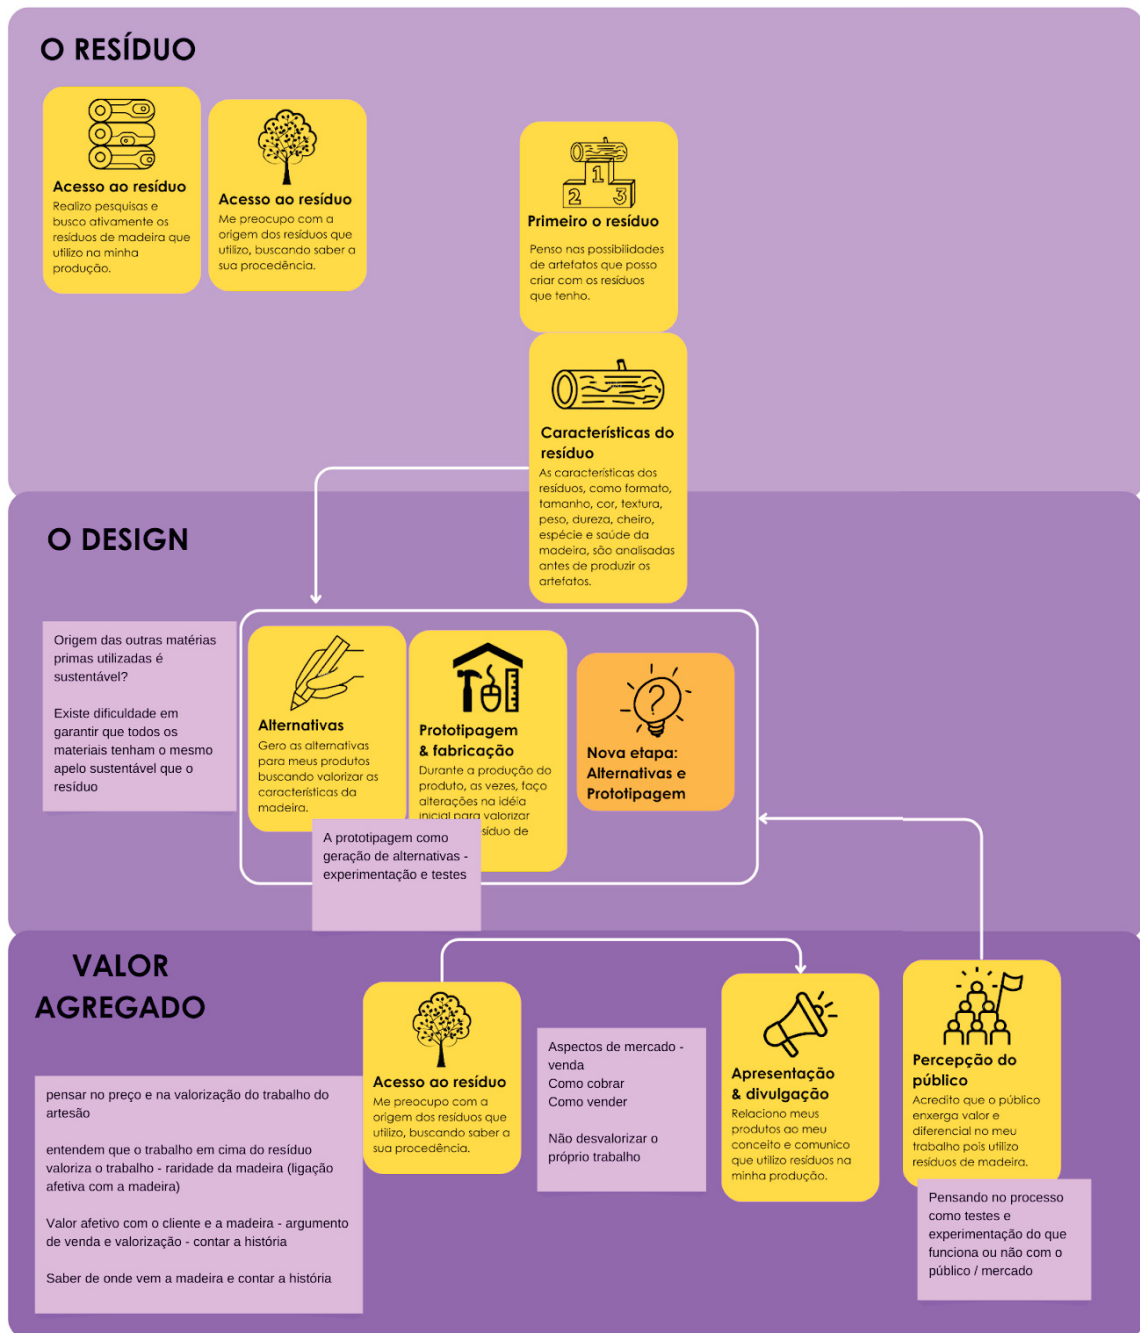 O RESÍDUO
Acesso ao resíduo
Realizo pesquisas e
busco ativamente os
resíduos de madeira que
utilizo na minha
produção.
Acesso ao resíduo
Me preocupo com a
origem dos resíduos que
utilizo, buscando saber a
sua procedência.
1
2 3
Primeiro o resíduo
Penso nas possibilidades
de artefatos que posso
criar com os resíduos
que tenho.
Características do
resíduo
As características dos
resíduos, como formato,
tamanho, cor, textura,
peso, dureza, cheiro,
espécie e saúde da
madeira, são analisadas
antes de produzir os
artefatos.
O DESIGN
Origem das outras matérias
primas utilizadas é
sustentável?
Existe dificuldade em
garantir que todos os
materiais tenham o mesmo
apelo sustentável que o
resíduo
Alternativas
Gero as alternativas
para meus produtos
buscando valorizar as
características da
madeira.
Prototipagem
& fabricação
Durante a produção do
produto, as vezes, faço
alterações na idéia
inicial para valorizar
síduo de
A prototipagem como
geração de alternativas -
experimentação e testes
?
Nova etapa:
Alternativas e
Prototipagem
VALOR
AGREGADO
pensar no preço e na valorização do trabalho do
artesão
entendem que o trabalho em cima do resíduo
valoriza o trabalho - raridade da madeira (ligação
afetiva com a madeira)
Valor afetivo com o cliente e a madeira - argumento
de venda e valorização - contar a história
Saber de onde vem a madeira e contar a história
Acesso ao resíduo
Me preocupo com a
origem dos resíduos que
utilizo, buscando saber a
sua procedência.
Aspectos de mercado -
venda
Como cobrar
Como vender
Não desvalorizar o
próprio trabalho
Apresentação
& divulgação
Relaciono meus
produtos ao meu
conceito e comunico
que utilizo resíduos na
minha produção.
Percepção do
público
Acredito que o público
enxerga valor e
diferencial no meu
trabalho pois utilizo
resíduos de madeira.
Pensando no processo
como testes e
experimentação do que
funciona ou não com o
público / mercado